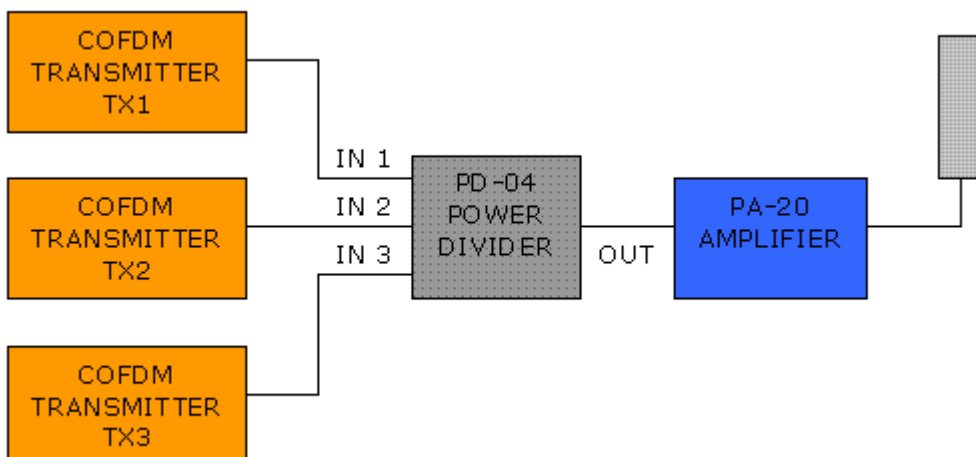 COFDM
TRANSMITTER
TX1
IN 1
COFDM
TRANSMITTER
TX2
IN 2
IN 3
PD-04
POWER
DIVIDER
OUT
PA-20
AMPLIFIER
COFDM
TRANSMITTER
TX3